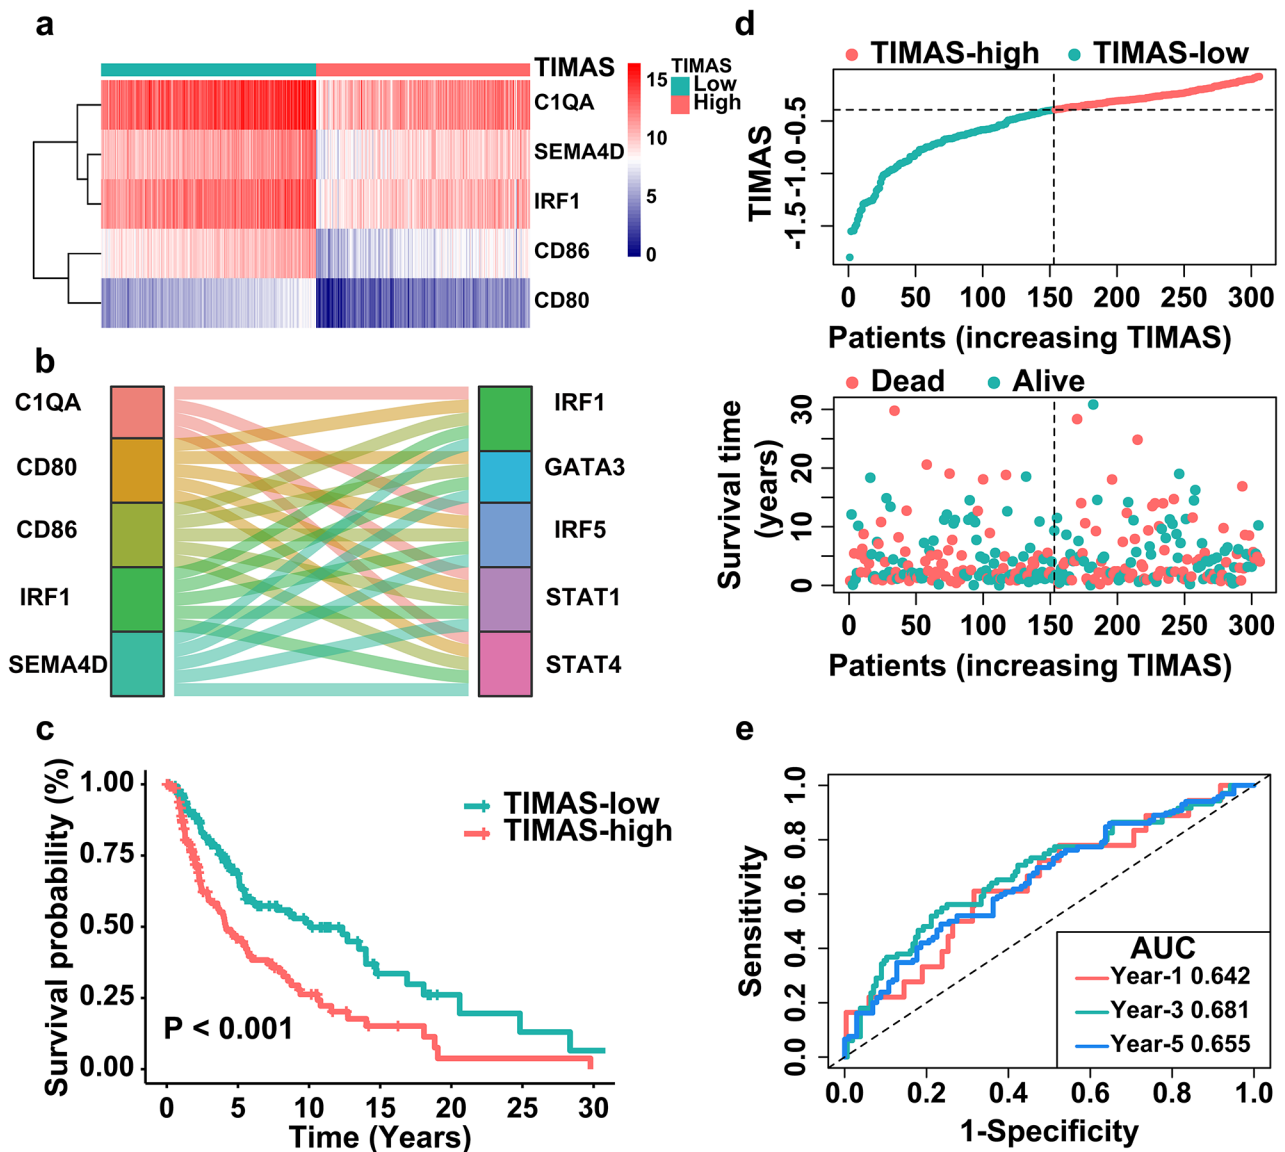 a
TIMAS
C1QA
SEMA4D
IRF1
CD86
CD80
15
10
5
0
TIMAS
Low
High
b
C1QA
CD80
CD86
IRF1
SEMA4D
IRF1
GATA3
IRF5
STAT1
STAT4
c
Survival probability (%)
1.00
0.75
0.50
0.25
0.00
TIMAS-low
TIMAS-high
P < 0.001
0 5 10 15 20 25 30
Time (Years)
d
TIMAS-high TIMAS-low
TIMAS
-1.5 -1.0 -0.5
0 50 100 150 200 250 300
Patients (increasing TIMAS)
Dead Alive
Survival time
(years)
0 10 20 30
0 50 100 150 200 250 300
Patients (increasing TIMAS)
e
Sensitivity
0.0 0.2 0.4 0.6 0.8 1.0
AUC
Year-1 0.642
Year-3 0.681
Year-5 0.655
0.0 0.2 0.4 0.6 0.8 1.0
1-Specificity